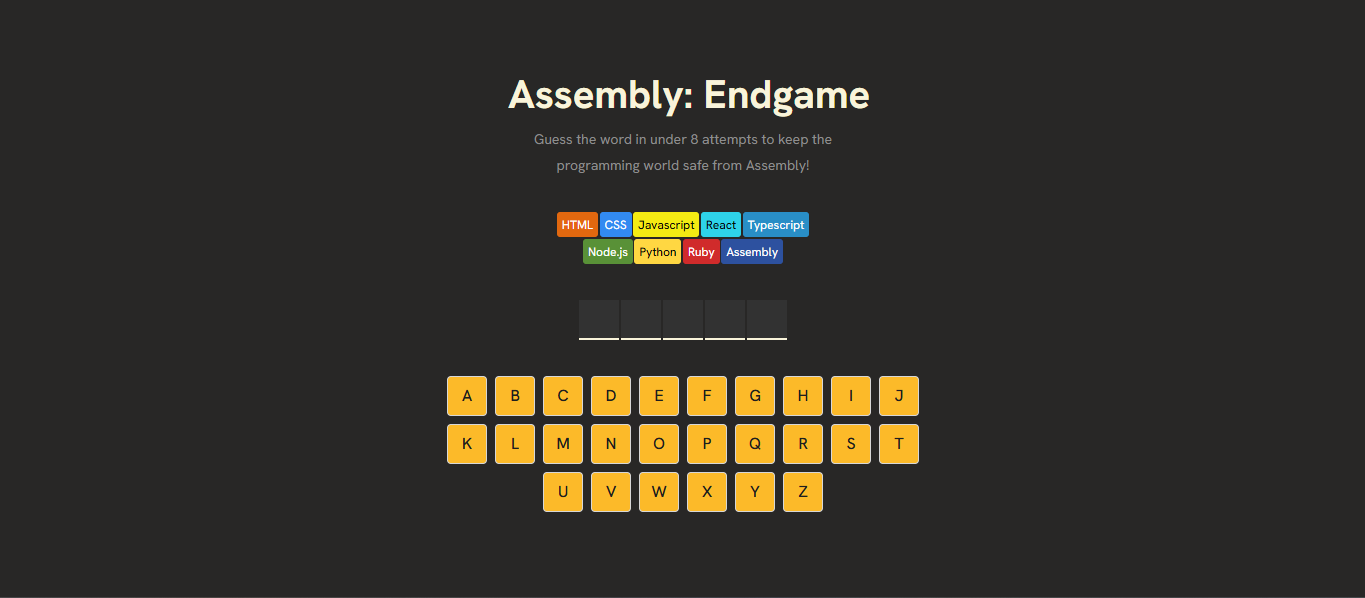 Assembly: Endgame
Guess the word in under 8 attempts to keep the
programming world safe from Assembly!
HTML CSS Javascript React Typescript
Node.js Python Ruby Assembly
A B C D E F G H I J
K L M N O P Q R S T
U V W X Y Z